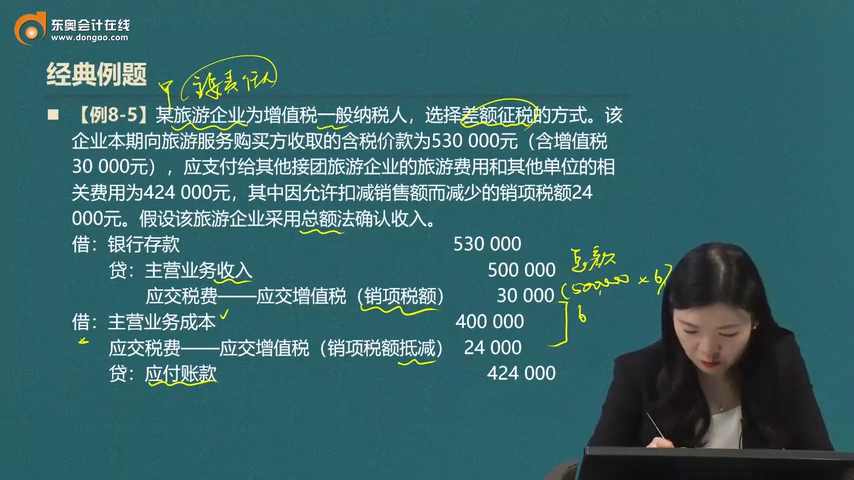 东奥会计在线
www.dongao.com
经典例题
主要责任人
【例8-5】某旅游企业为增值税一般纳税人，选择差额征税的方式。该
企业本期向旅游服务购买方收取的含税价款为530 000元（含增值税
30 000元），应支付给其他接团旅游企业的旅游费用和其他单位的相
关费用为424 000元，其中因允许扣减销售额而减少的销项税额24
000元。假设该旅游企业采用总额法确认收入。
借：银行存款 530 000
贷：主营业务收入 500 000
应交税费——应交增值税（销项税额） 30 000
借：主营业务成本 400 000
应交税费——应交增值税（销项税额抵减） 24 000
贷：应付账款 424 000